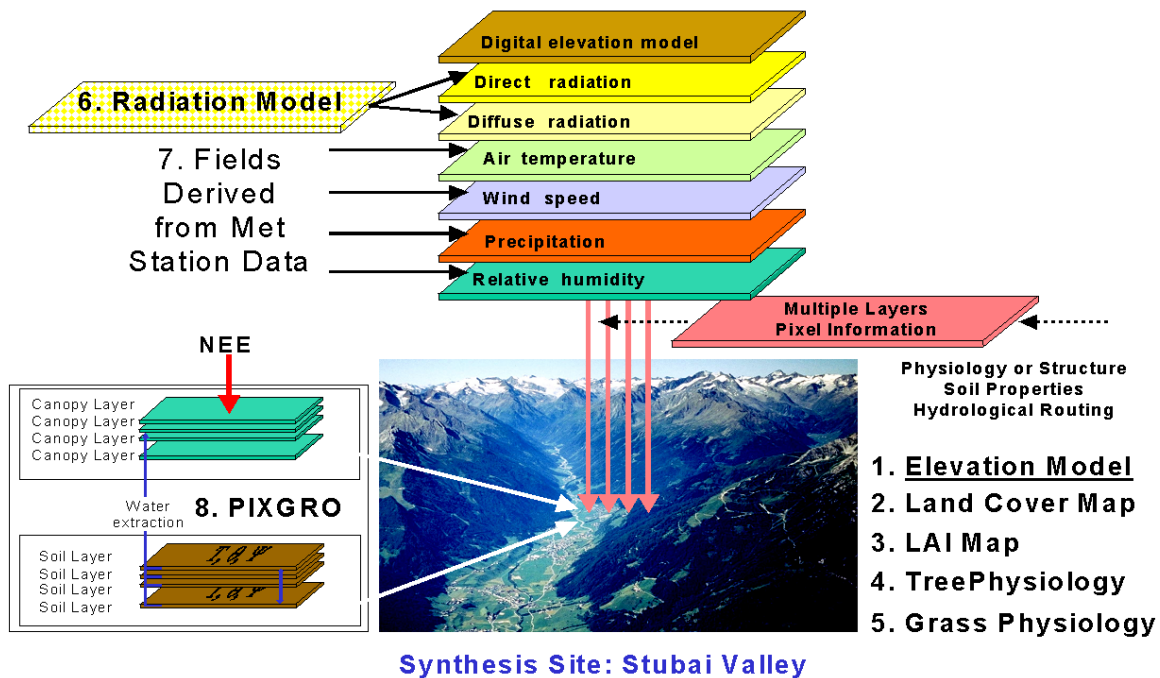 Digital elevation model
Direct radiation
6. Radiation Model
Diffuse radiation
7. Fields
Derived
from Met
Station Data
Air temperature
Wind speed
Precipitation
Relative humidity
Multiple Layers
Pixel Information
NEE
Canopy Layer
Canopy Layer
Canopy Layer
Canopy Layer
Water
extraction
8. PIXGRO
Soil Layer
Soil Layer
Soil Layer
Soil Layer
T, θ, Ψ
Physiology or Structure
Soil Properties
Hydrological Routing
1. Elevation Model
2. Land Cover Map
3. LAI Map
4. TreePhysiology
5. Grass Physiology
Synthesis Site: Stubai Valley